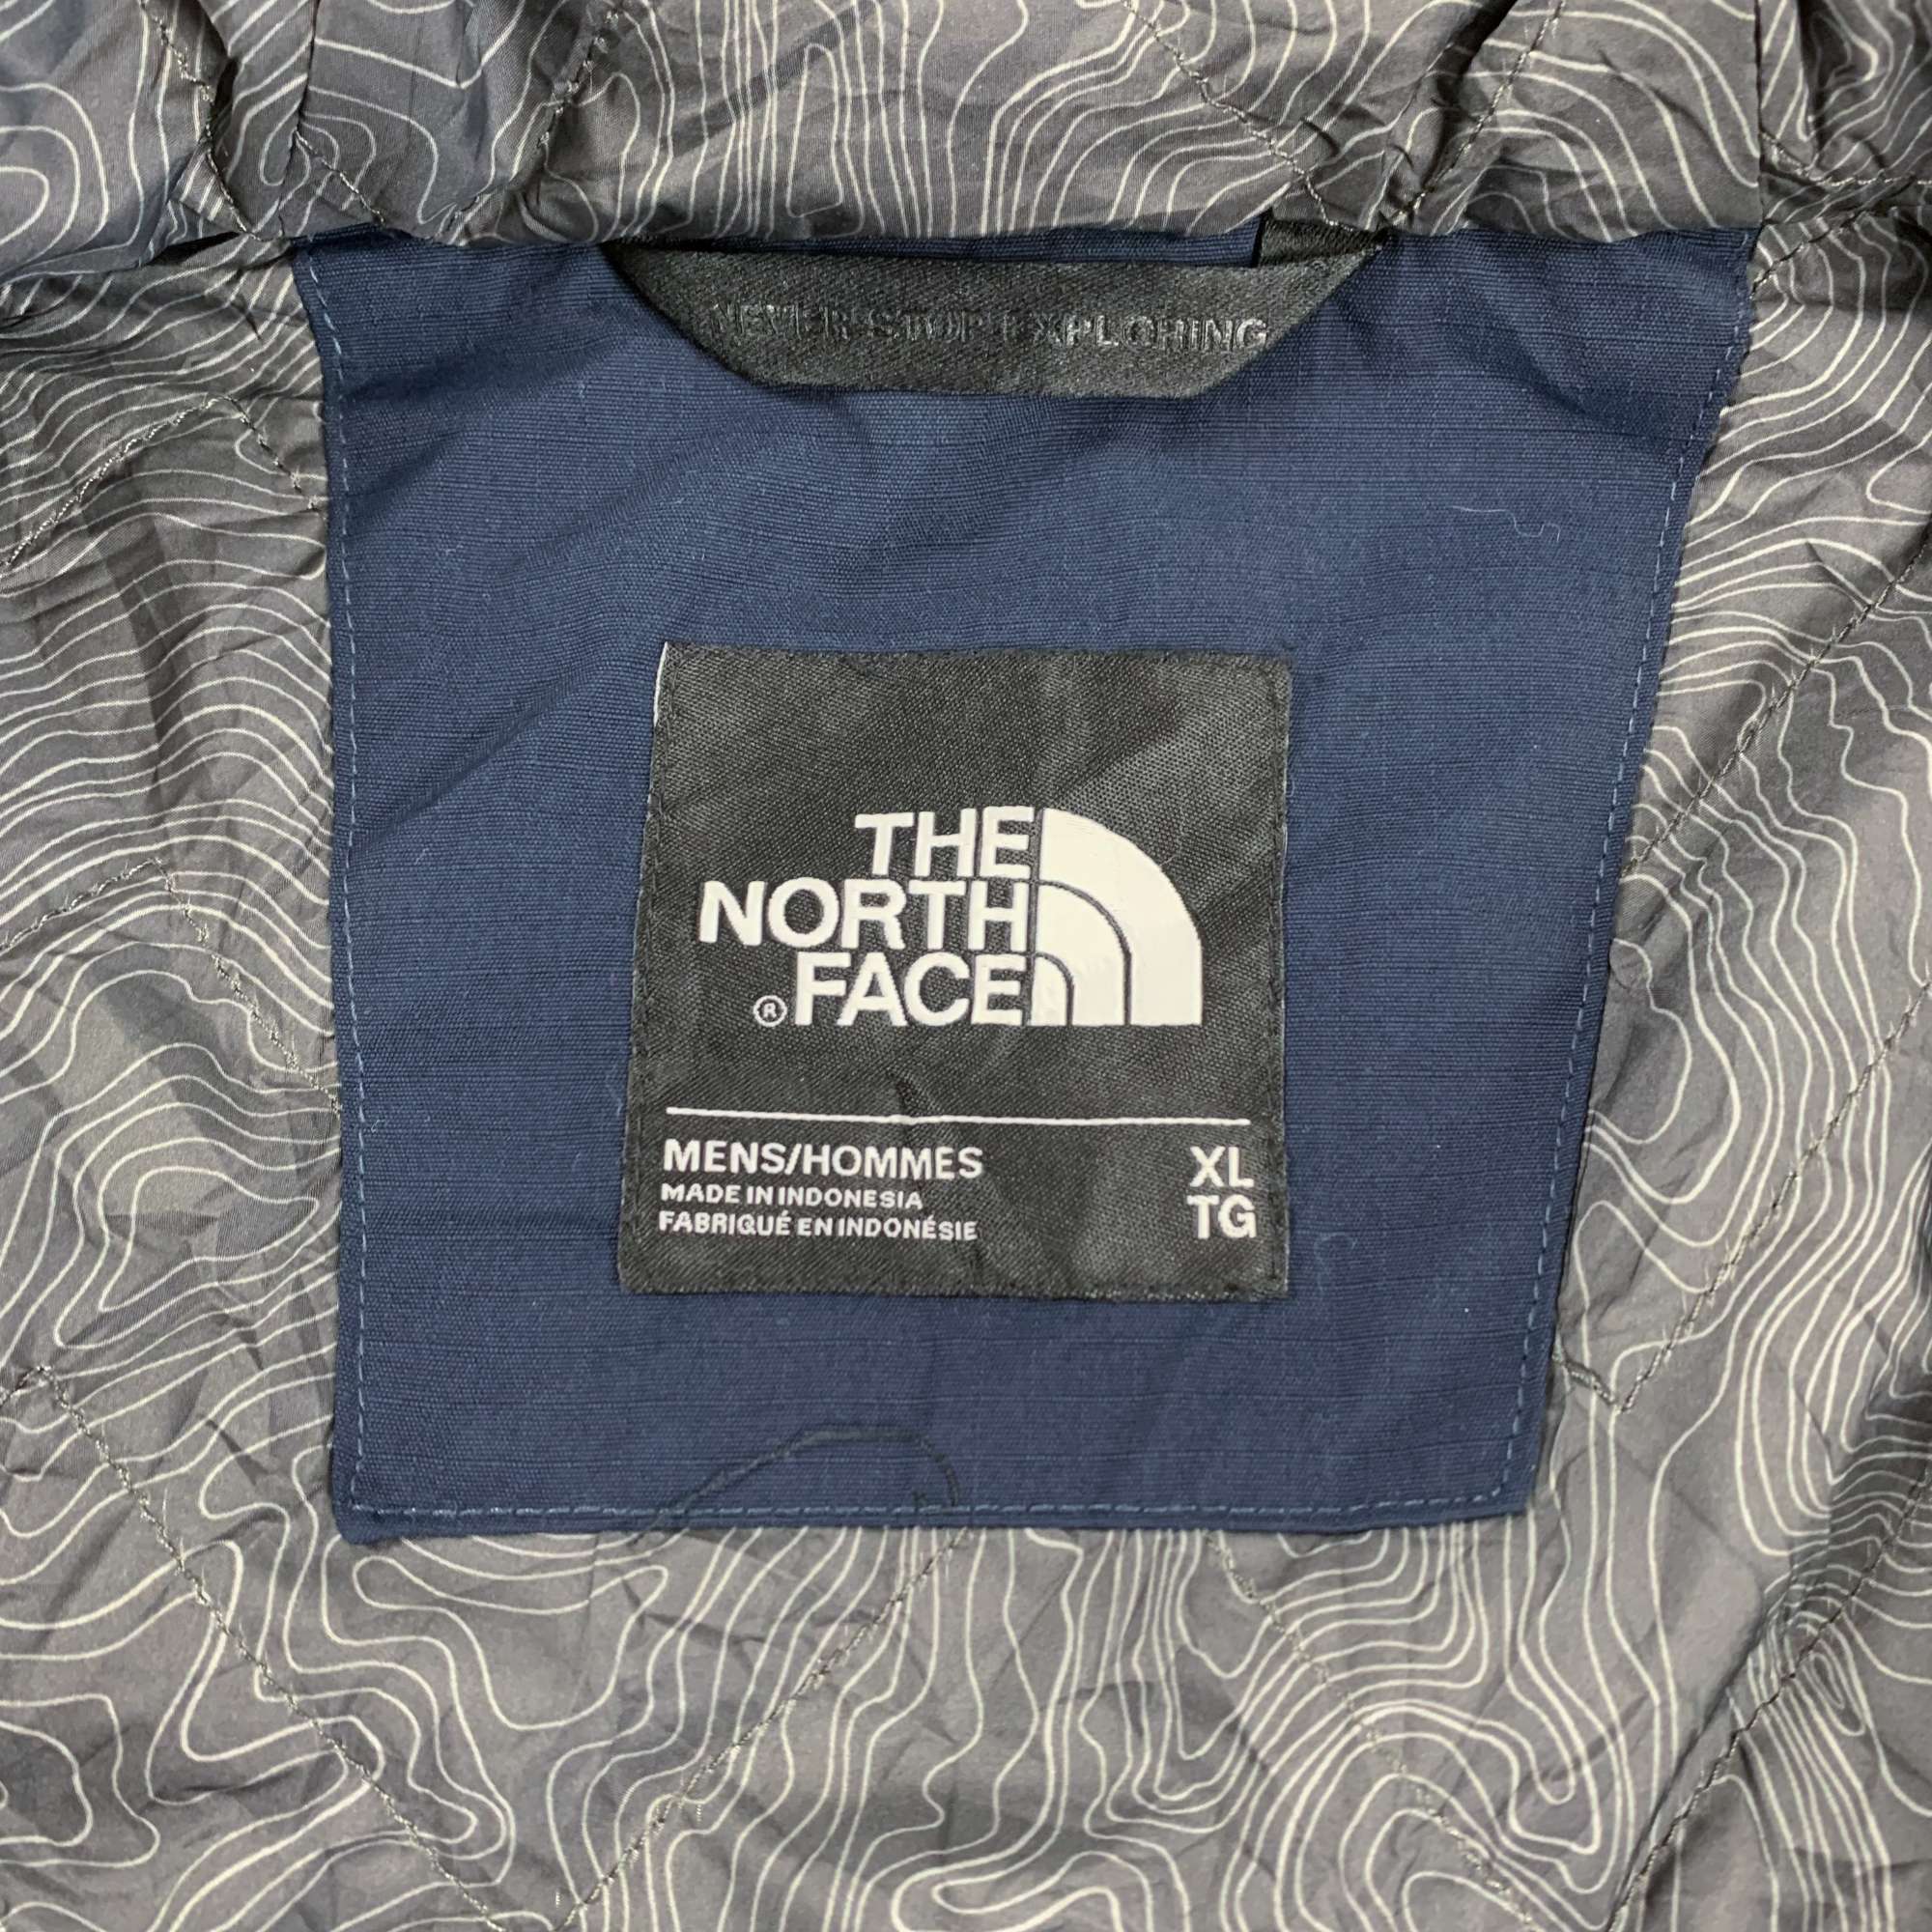 NEVER STOP EXPLORING
THE
NORTH
® FACE
MENS/HOMMES
MADE IN INDONESIA
FABRIQUÉ EN INDONÉSIE
XL
TG